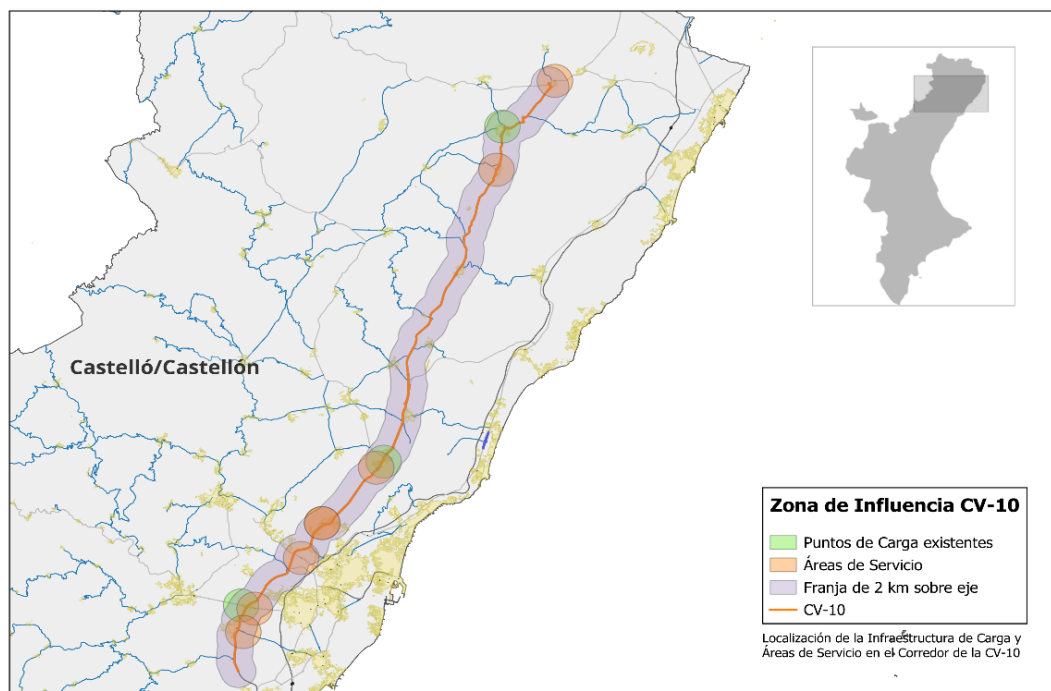 Castelló/Castellón
Zona de Influencia CV-10
Puntos de Carga existentes
Áreas de Servicio
Franja de 2 km sobre eje
CV-10
Localización de la Infraestructura de Carga y
Áreas de Servicio en el Corredor de la CV-10